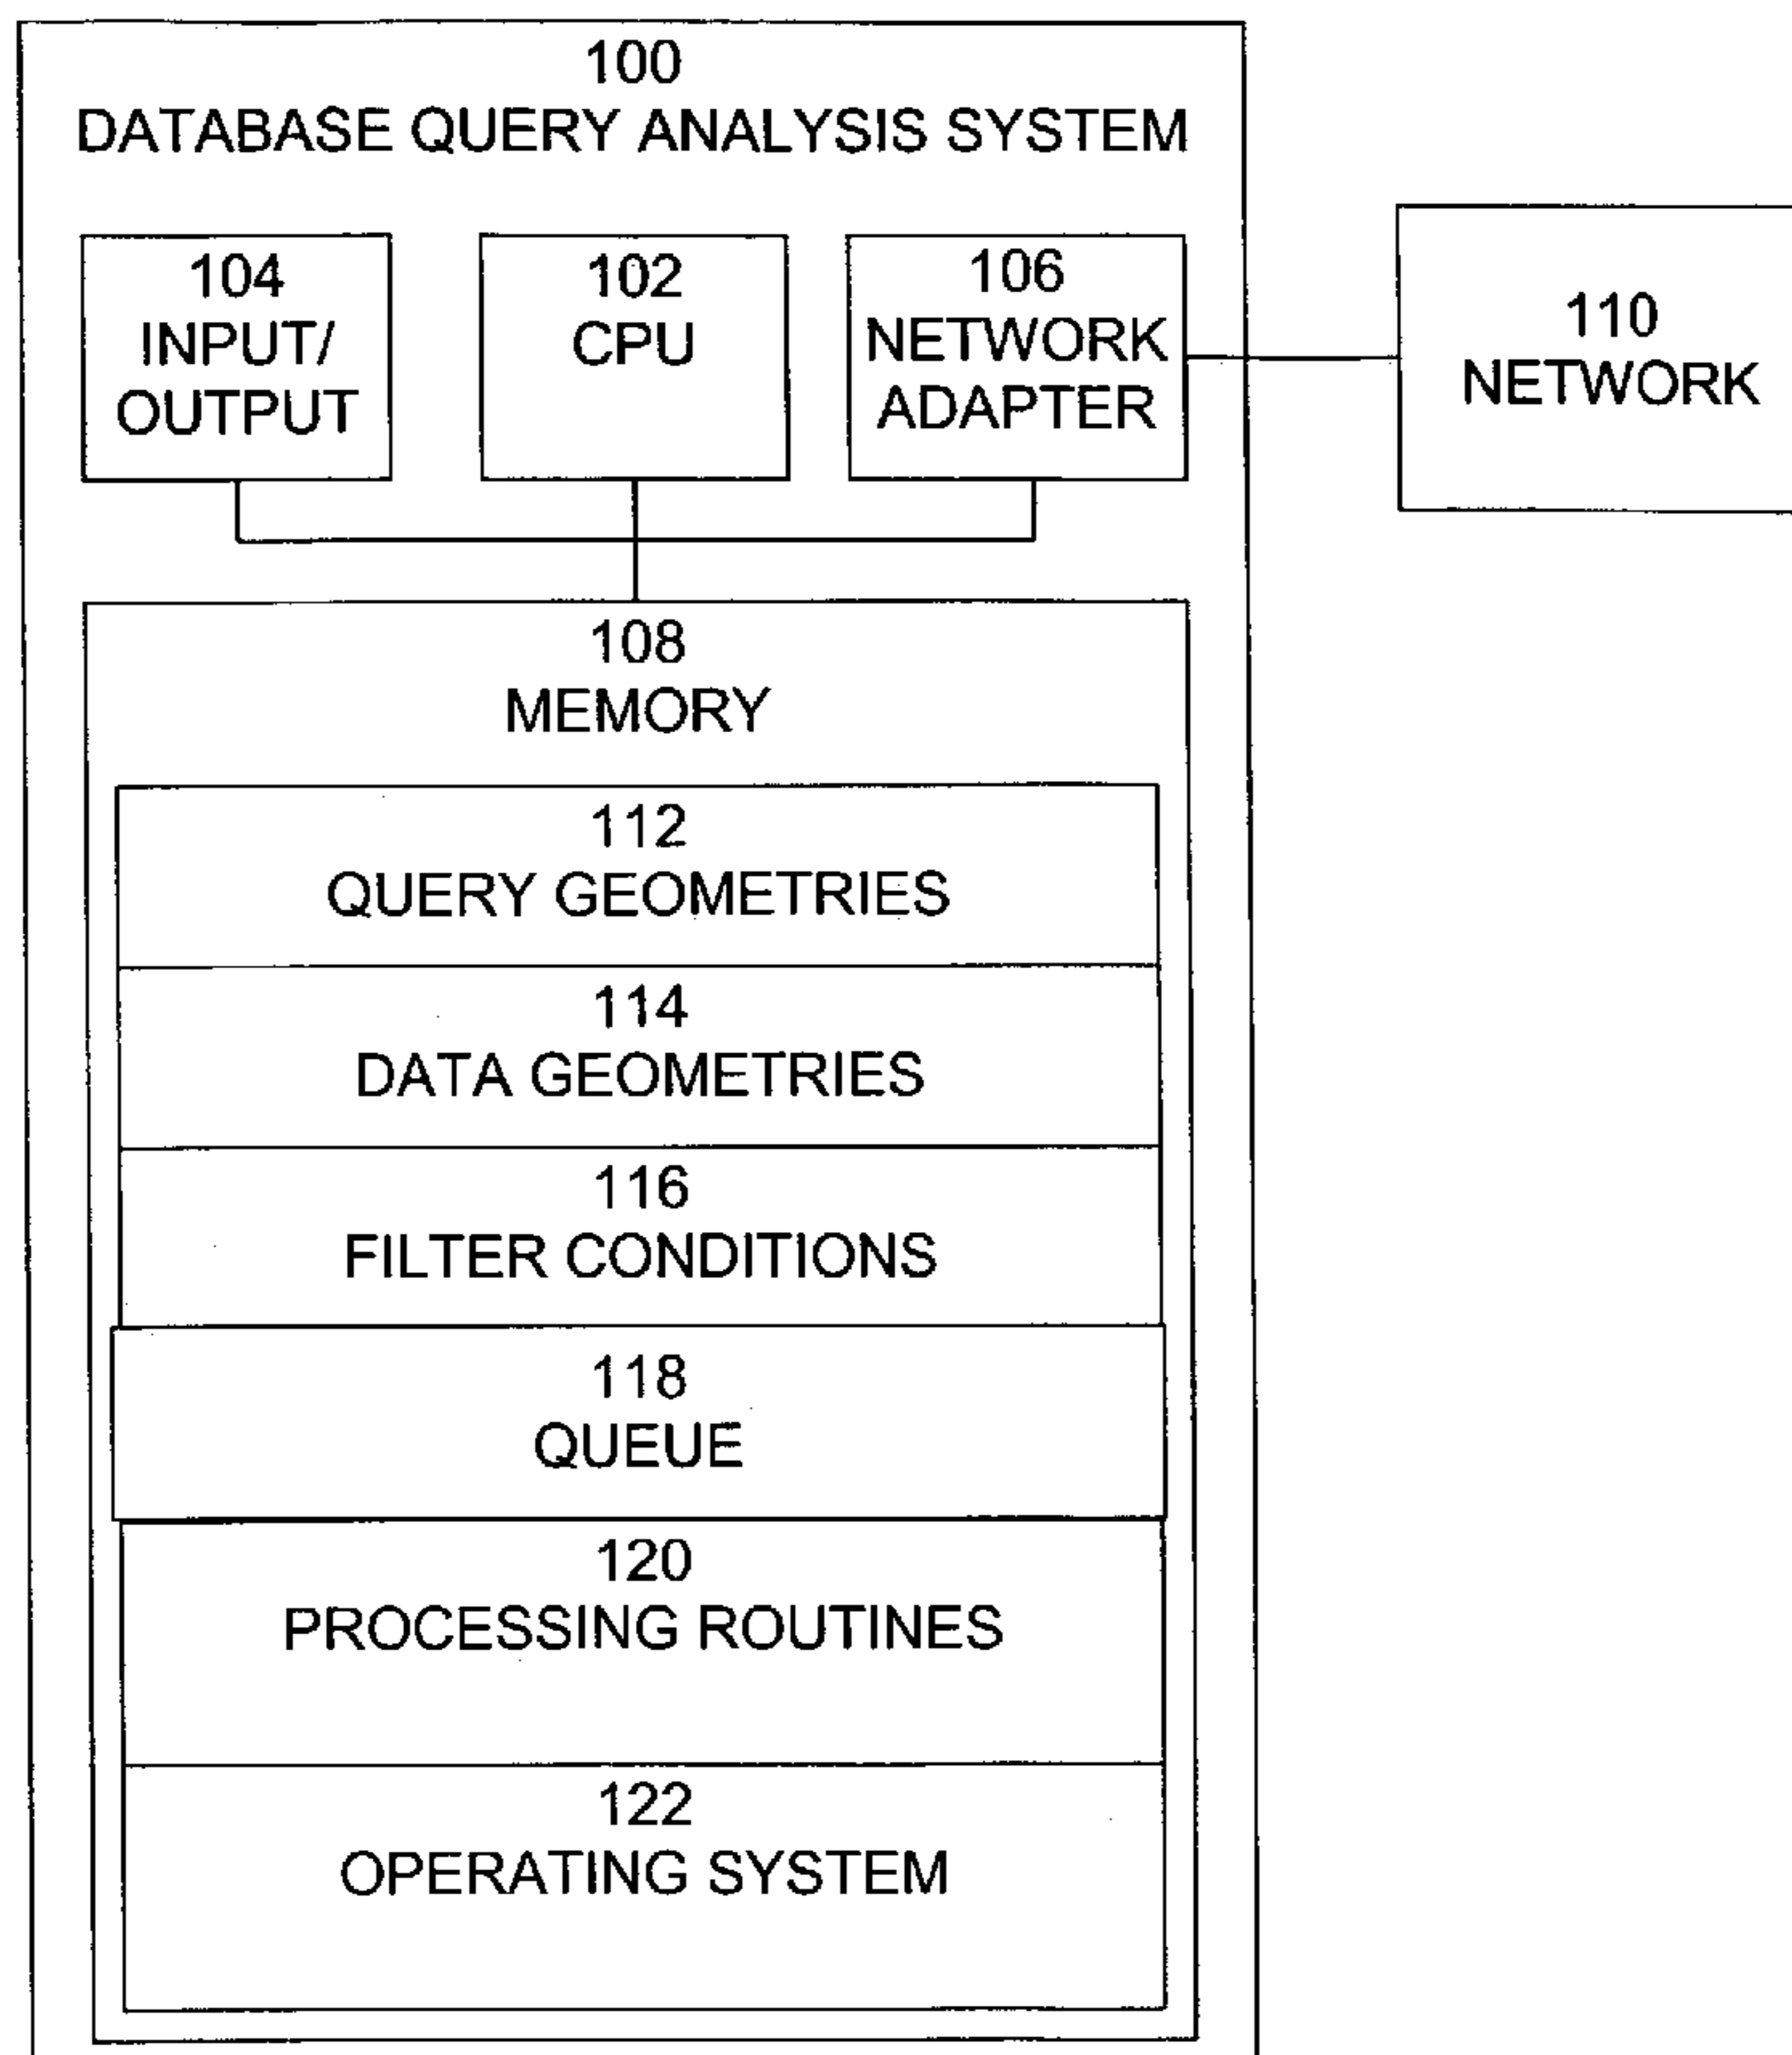 100
DATABASE QUERY ANALYSIS SYSTEM
104
INPUT/
OUTPUT
102
CPU
106
NETWORK
ADAPTER
110
NETWORK
108
MEMORY
112
QUERY GEOMETRIES
114
DATA GEOMETRIES
116
FILTER CONDITIONS
118
QUEUE
120
PROCESSING ROUTINES
122
OPERATING SYSTEM